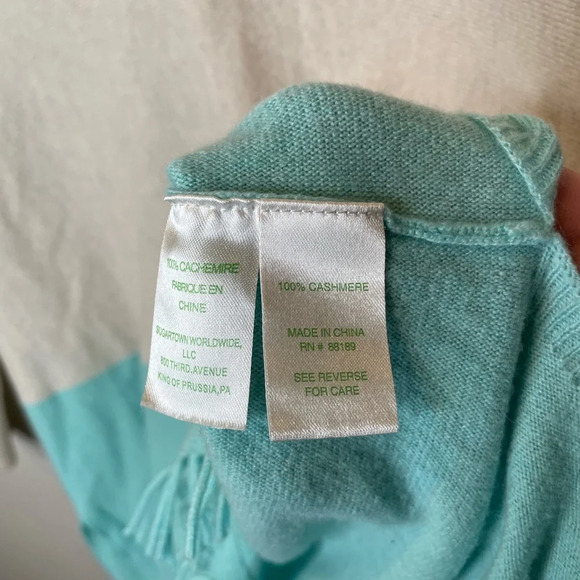 100% CACHEMIRE
FABRIQUE EN
CHINE
SUGARTOWN WORLDWIDE,
LLC
800 THIRD.AVENUE
KING OF PRUSSIA,PA
100% CASHMERE
MADE IN CHINA
RN # 88189
SEE REVERSE
FOR CARE